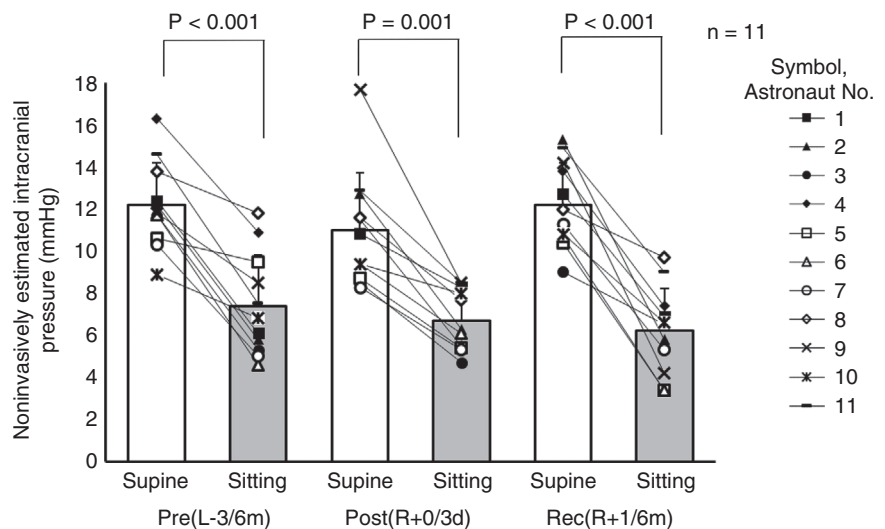 P < 0.001
P = 0.001
P < 0.001
n = 11
Symbol,
Astronaut No.
1
2
3
4
5
6
7
8
9
10
11
Noninvasively estimated intracranial
pressure (mmHg)
18
16
14
12
10
8
6
4
2
0
Supine Sitting Supine Sitting Supine Sitting
Pre(L-3/6m) Post(R+0/3d) Rec(R+1/6m)